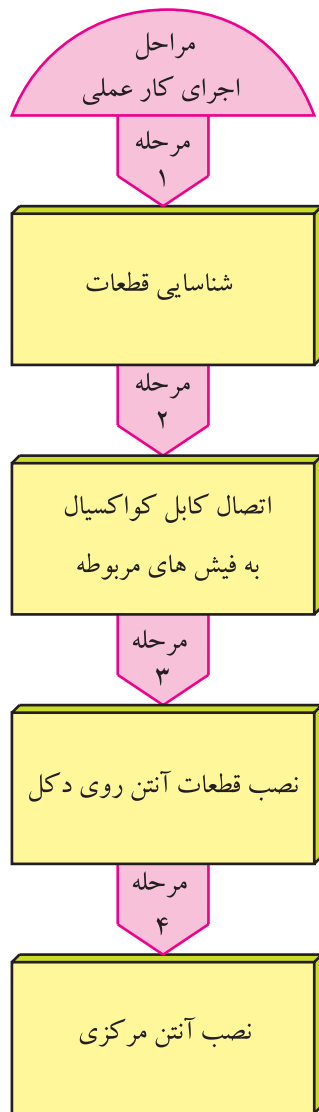 مراحل
اجرای کار عملی
مرحله
۱
شناسایی قطعات
مرحله
۲
اتصال کابل کواکسیال
به فیش های مربوطه
مرحله
۳
نصب قطعات آنتن روی دکل
مرحله
۴
نصب آنتن مرکزی